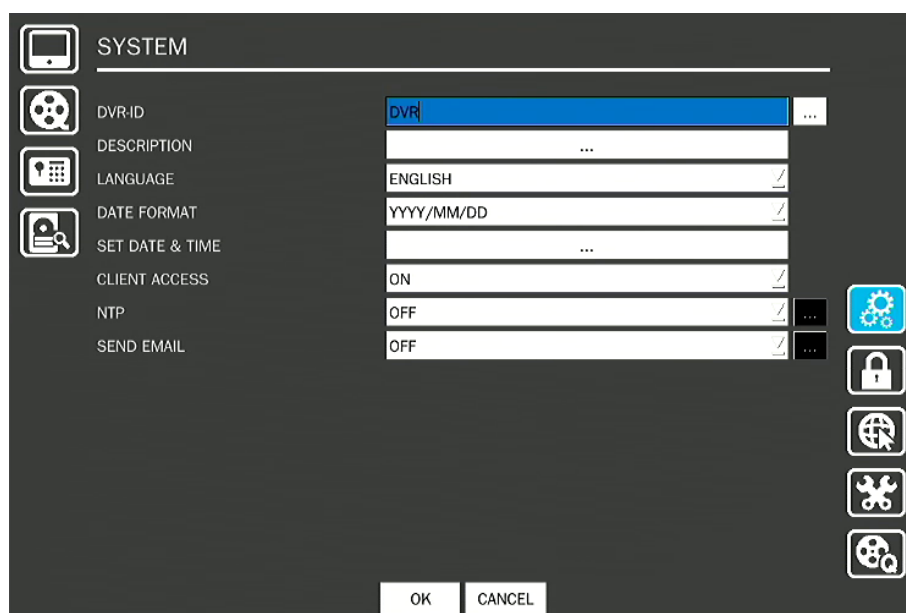 SYSTEM
DVR-ID DVR ...
DESCRIPTION ...
LANGUAGE ENGLISH
DATE FORMAT YYYY/MM/DD
SET DATE & TIME ...
CLIENT ACCESS ON
NTP OFF ...
SEND EMAIL OFF ...
OK CANCEL